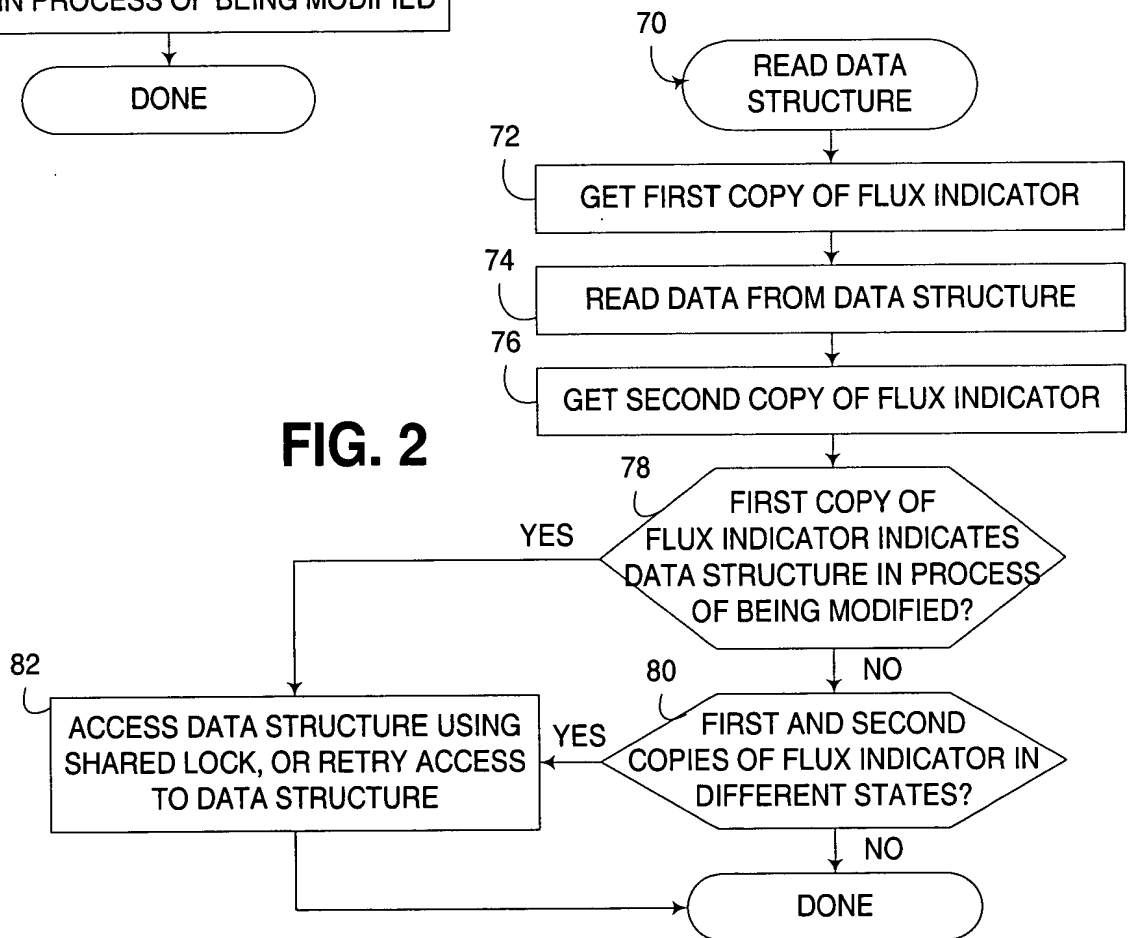 IN PROCESS OF BEING MODIFIED
DONE
70
READ DATA
STRUCTURE
72
GET FIRST COPY OF FLUX INDICATOR
74
READ DATA FROM DATA STRUCTURE
76
GET SECOND COPY OF FLUX INDICATOR
FIG. 2
78
FIRST COPY OF
FLUX INDICATOR INDICATES
DATA STRUCTURE IN PROCESS
OF BEING MODIFIED?
YES
NO
80
FIRST AND SECOND
COPIES OF FLUX INDICATOR IN
DIFFERENT STATES?
YES
82
ACCESS DATA STRUCTURE USING
SHARED LOCK, OR RETRY ACCESS
TO DATA STRUCTURE
NO
DONE